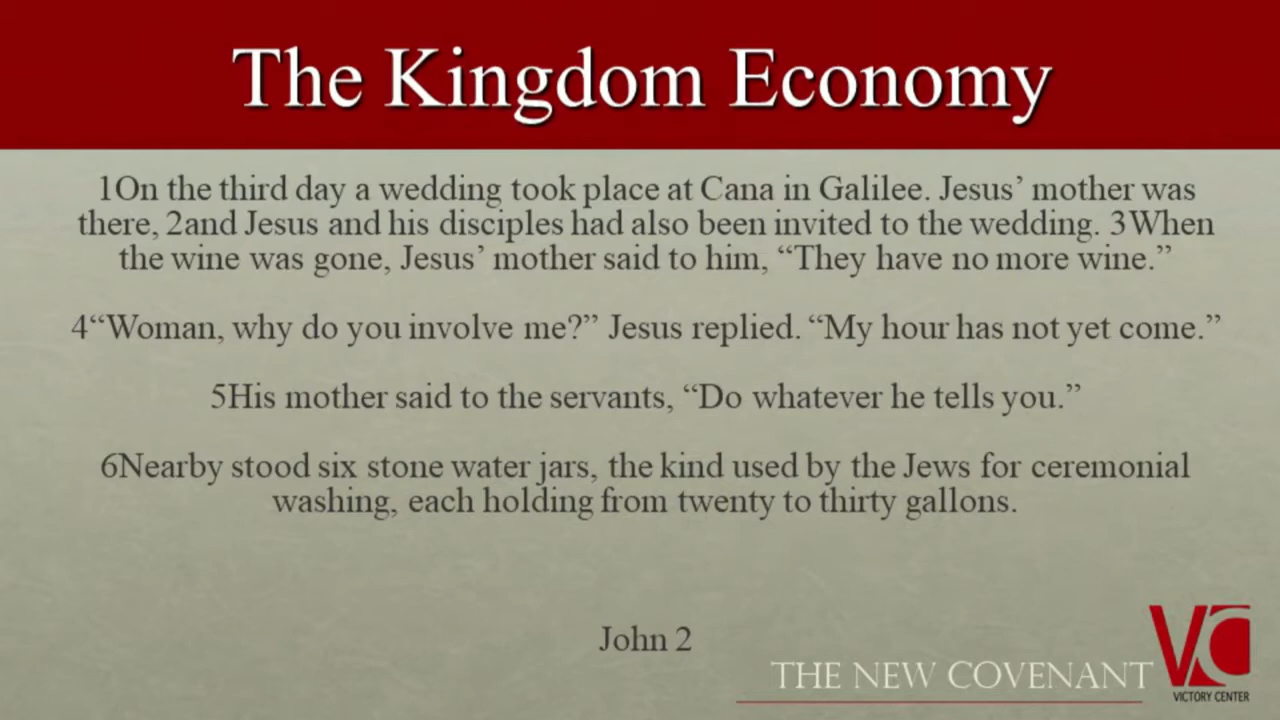 The Kingdom Economy
1On the third day a wedding took place at Cana in Galilee. Jesus’ mother was
there, 2and Jesus and his disciples had also been invited to the wedding. 3When
the wine was gone, Jesus’ mother said to him, “They have no more wine.”
4“Woman, why do you involve me?” Jesus replied. “My hour has not yet come.”
5His mother said to the servants, “Do whatever he tells you.”
6Nearby stood six stone water jars, the kind used by the Jews for ceremonial
washing, each holding from twenty to thirty gallons.
John 2
THE NEW COVENANT
VC
VICTORY CENTER